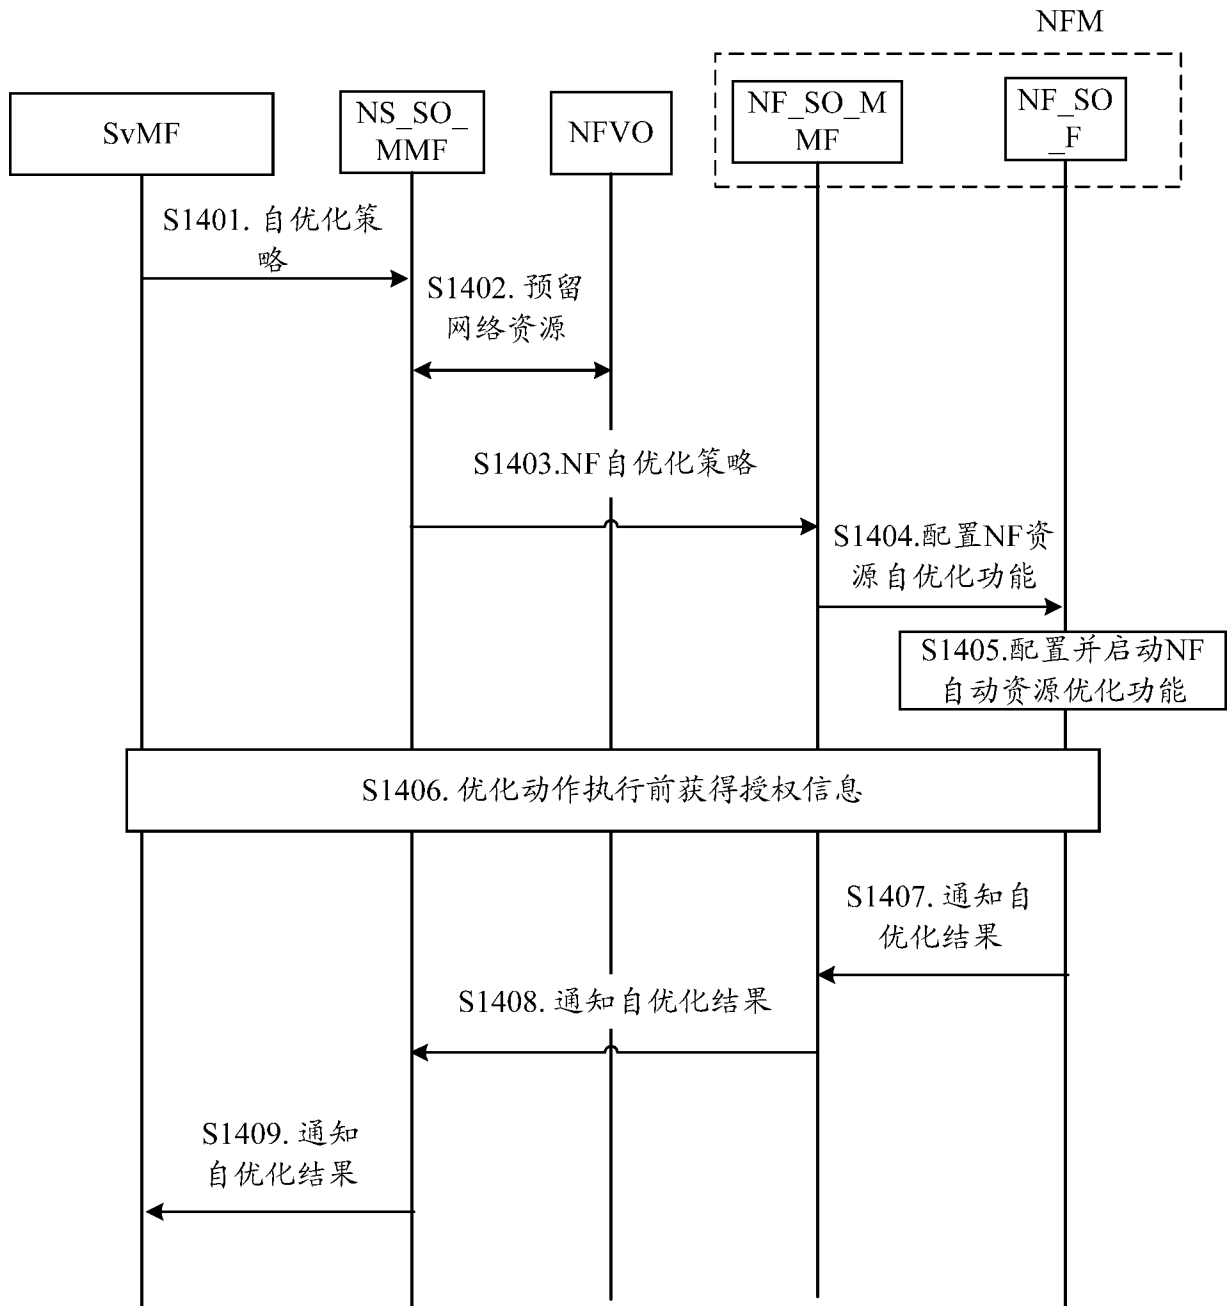 NFM
SvMF
NS_SO_
MMF
NFVO
NF_SO_M
MF
NF_SO
_F
S1401. 自优化策
略
S1402. 预留
网络资源
S1403.NF自优化策略
S1404.配置NF资
源自优化功能
S1405.配置并启动NF
自动资源优化功能
S1406. 优化动作执行前获得授权信息
S1407. 通知自
优化结果
S1408. 通知自优化结果
S1409. 通知
自优化结果